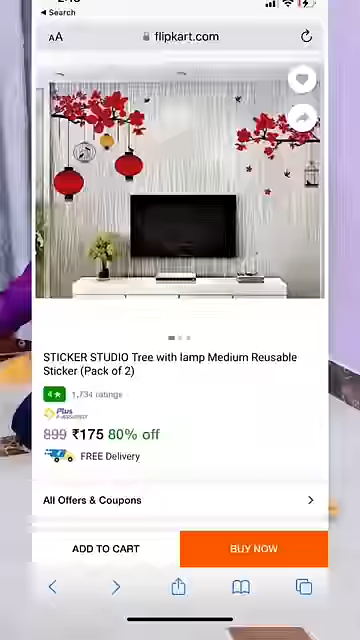 Search
AA flipkart.com
STICKER STUDIO Tree with lamp Medium Reusable
Sticker (Pack of 2)
4★ 1,734 ratings
Plus
899 ₹175 80% off
FREE Delivery
All Offers & Coupons
ADD TO CART BUY NOW